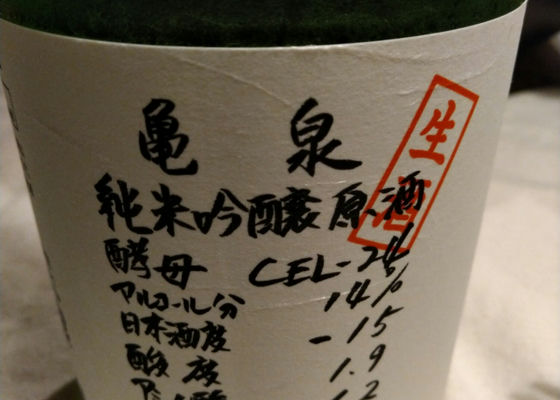 亀泉
生酒
純米吟醸原酒
酵母 CEL-24
アルコール分 14%
日本酒度 -15
酸度 1.9